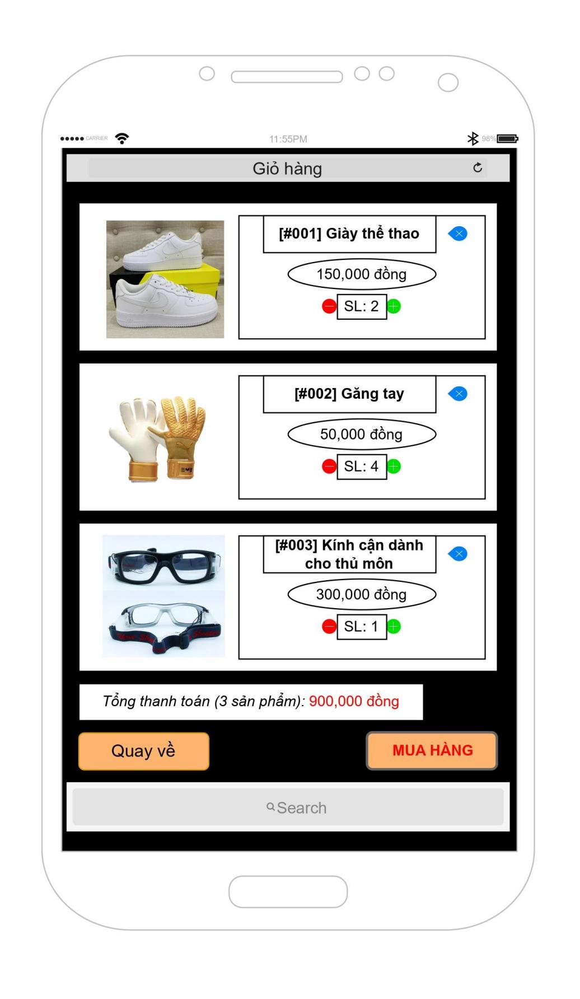 CARRIER
11:55PM
98%
Giỏ hàng
[#001] Giày thể thao
150,000 đồng
SL: 2
[#002] Găng tay
50,000 đồng
SL: 4
[#003] Kính cận dành
cho thủ môn
300,000 đồng
SL: 1
Tổng thanh toán (3 sản phẩm): 900,000 đồng
Quay về
MUA HÀNG
Search